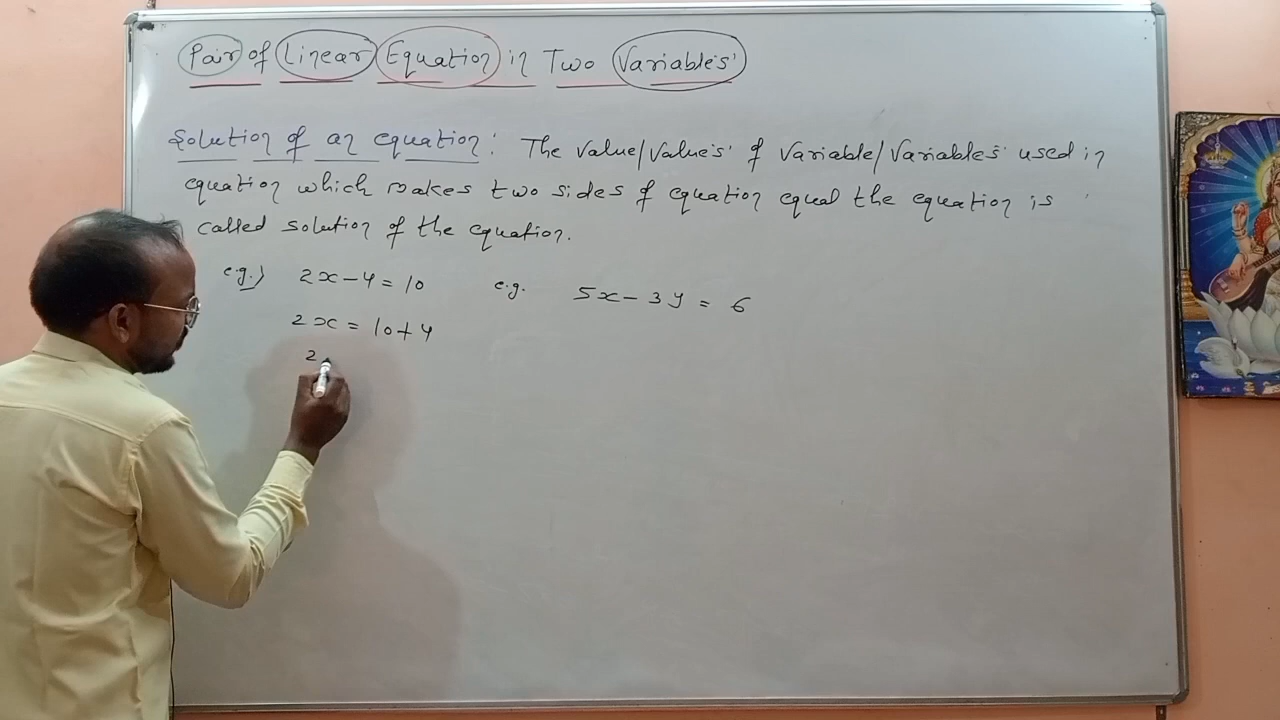 Pair of Linear Equation in Two Variables
Solution of an equation: The value/values of variable/variables used in
equation which makes two sides of equation equal the equation is
called solution of the equation.
e.g.) 2x-4=10 e.g. 5x-3y = 6
2x = 10+4
2